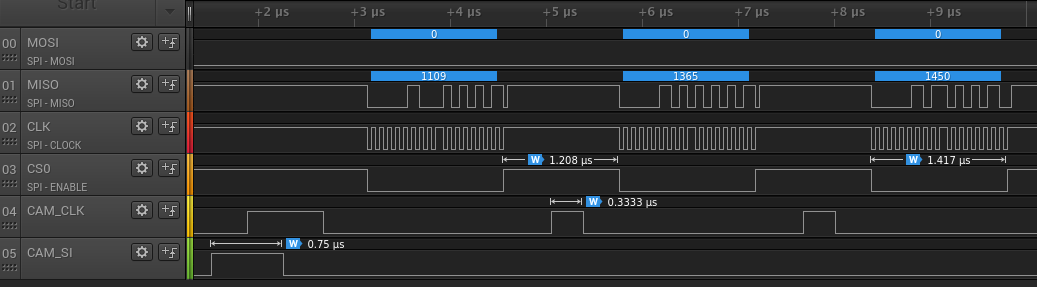 Start
+2 µs +3 µs +4 µs +5 µs +6 µs +7 µs +8 µs +9 µs
00 MOSI 0 0 0
SPI - MOSI
01 MISO 1109 1365 1450
SPI - MISO
02 CLK
SPI - CLOCK
W 1.208 µs W 1.417 µs
03 CS0
SPI - ENABLE
W 0.3333 µs
04 CAM_CLK
W 0.75 µs
05 CAM_SI